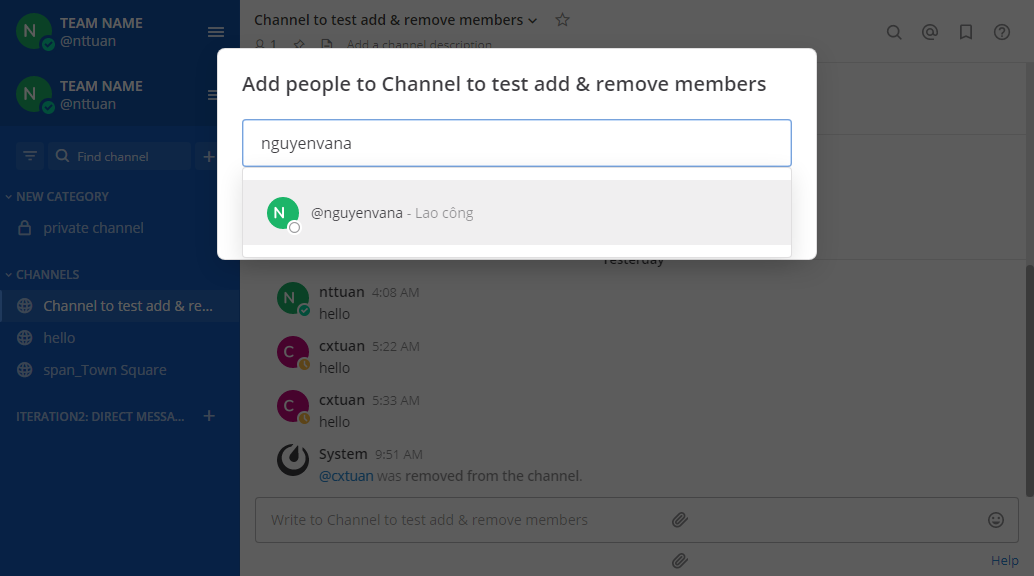 N
TEAM NAME
@nttuan
N
TEAM NAME
@nttuan
Find channel
NEW CATEGORY
private channel
CHANNELS
Channel to test add & re...
hello
span_Town Square
ITERATION2: DIRECT MESSA...
Channel to test add & remove members
1
Add a channel description
Add people to Channel to test add & remove members
nguyenvana
N
@nguyenvana - Lao công
Yesterday
N
nttuan 4:08 AM
hello
C
cxtuan 5:22 AM
hello
C
cxtuan 5:33 AM
hello
System 9:51 AM
@cxtuan was removed from the channel.
Write to Channel to test add & remove members
Help